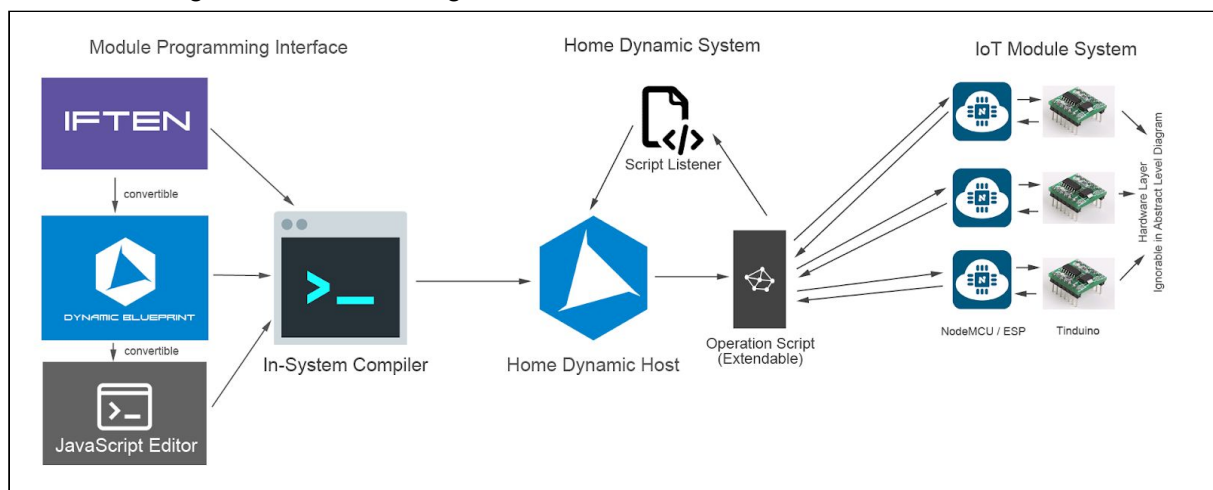 Module Programming Interface
Home Dynamic System
IoT Module System
IFTEN
convertible
DYNAMIC BLUEPRINT
convertible
JavaScript Editor
In-System Compiler
Script Listener
Home Dynamic Host
Operation Script
(Extendable)
NodeMCU / ESP
Tinduino
Hardware Layer
Ignorable in Abstract Level Diagram